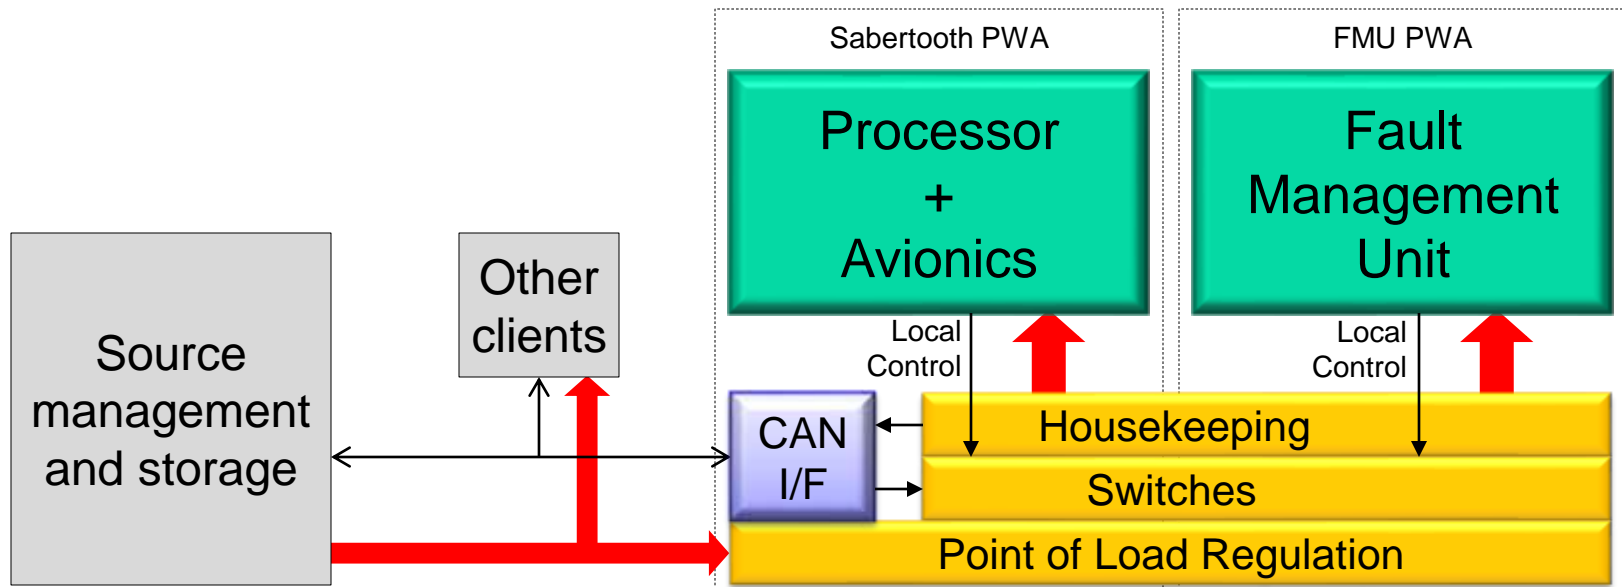 Sabertooth PWA
FMU PWA
Processor
+
Avionics
Fault
Management
Unit
Source
management
and storage
Other
clients
Local
Control
Local
Control
CAN
I/F
Housekeeping
Switches
Point of Load Regulation